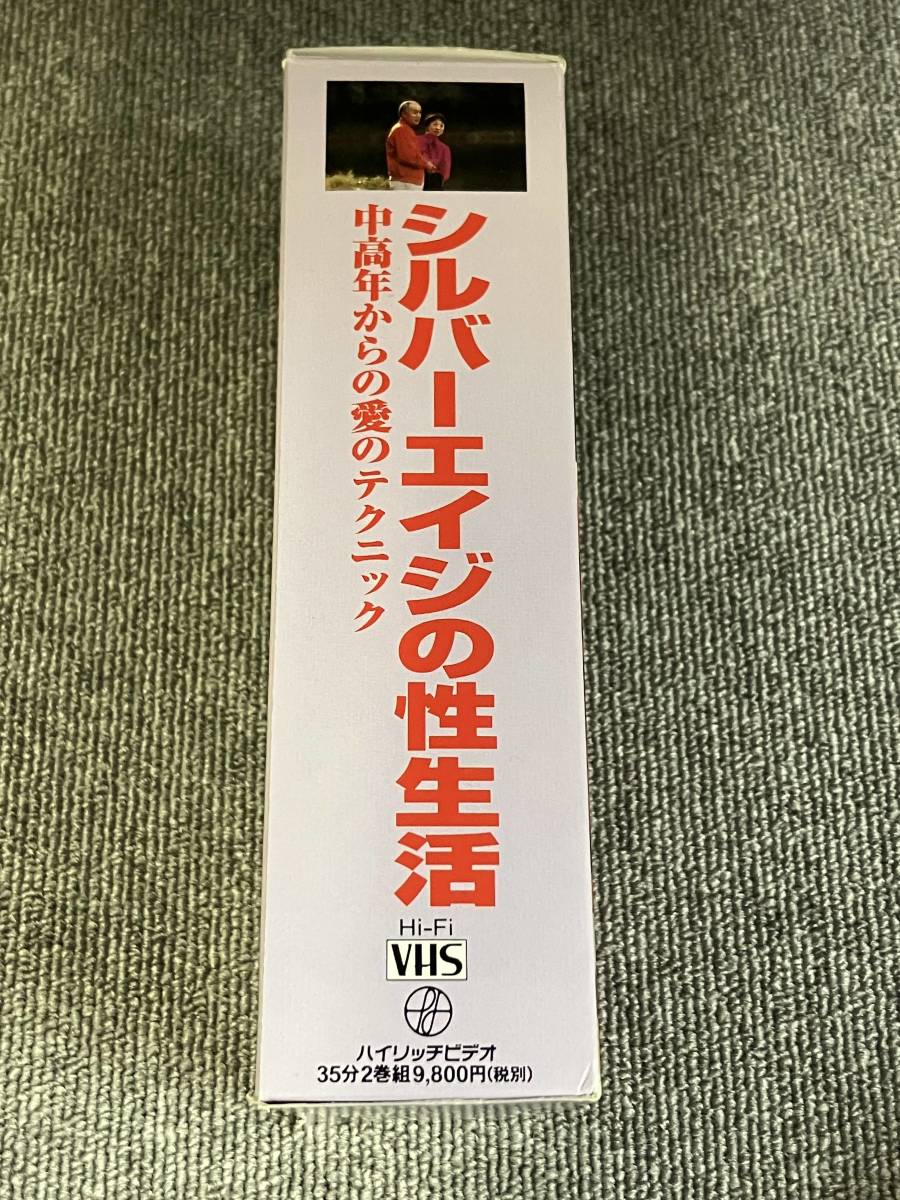 シルバーエイジの性生活
中高年からの愛のテクニック
Hi-Fi
VHS
ハイリッチビデオ
35分2巻組9,800円(税別)